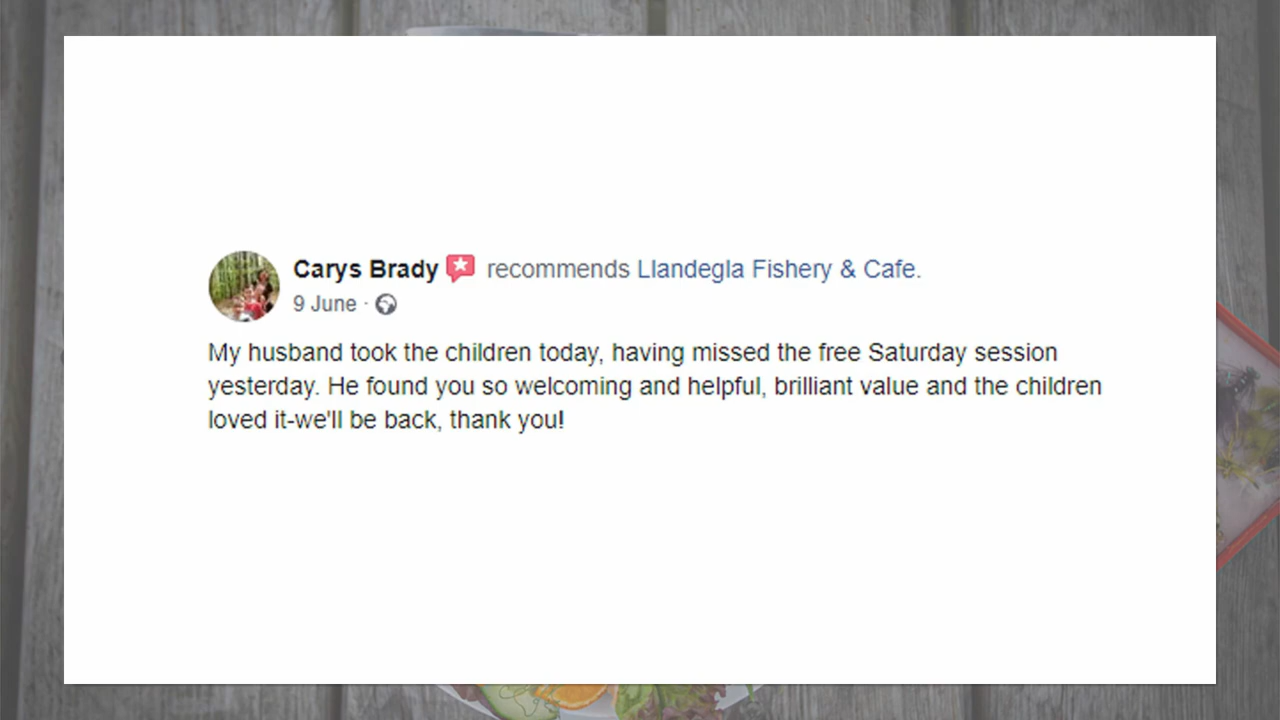 Carys Brady recommends Llandegla Fishery & Cafe.
9 June ·
My husband took the children today, having missed the free Saturday session
yesterday. He found you so welcoming and helpful, brilliant value and the children
loved it-we'll be back, thank you!